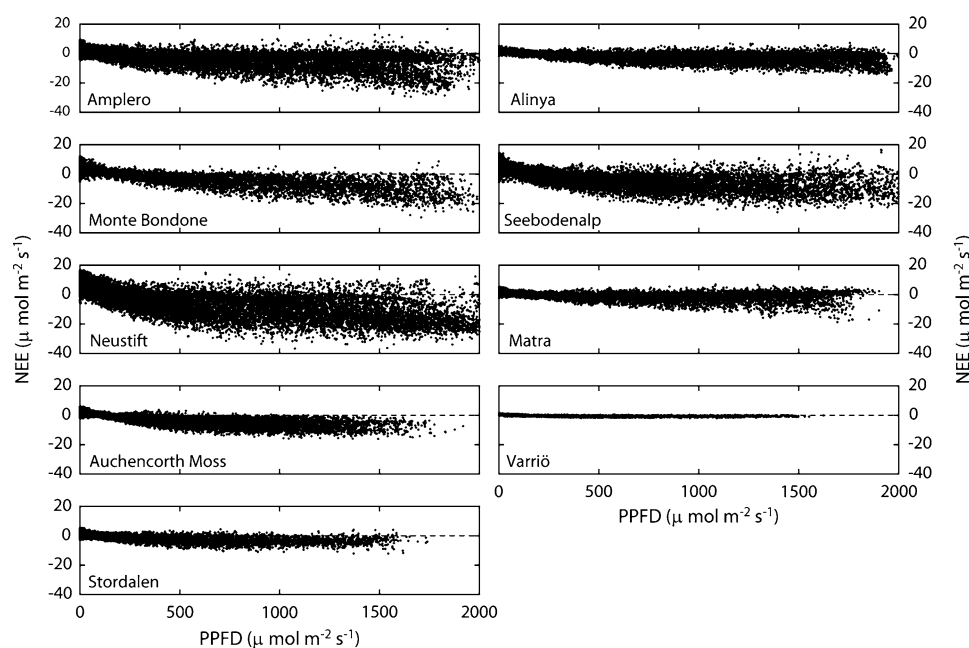 20
0
-20
-40
Amplero
20
0
-20
-40
Alinya
20
0
-20
-40
Monte Bondone
20
0
-20
-40
Seebodenalp
20
0
-20
-40
Neustift
20
0
-20
-40
Matra
20
0
-20
-40
Auchencorth Moss
20
0
-20
-40
Varriö
0 500 1000 1500 2000
PPFD (μ mol m-2 s-1)
20
0
-20
-40
Stordalen
0 500 1000 1500 2000
PPFD (μ mol m-2 s-1)
NEE (μ mol m-2 s-1)
NEE (μ mol m-2 s-1)